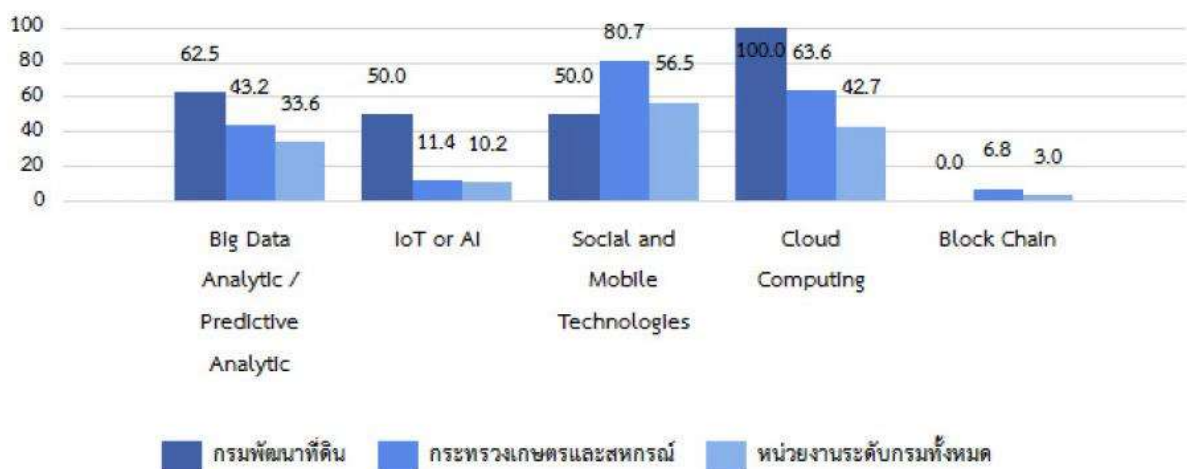 100
80
60
40
20
0
62.5
43.2
33.6
50.0
11.4
10.2
50.0
80.7
56.5
100.0
63.6
42.7
0.0
6.8
3.0
Big Data
Analytic /
Predictive
Analytic
IoT or AI
Social and
Mobile
Technologies
Cloud
Computing
Block Chain
กรมพัฒนาที่ดิน
กระทรวงเกษตรและสหกรณ์
หน่วยงานระดับกรมทั้งหมด